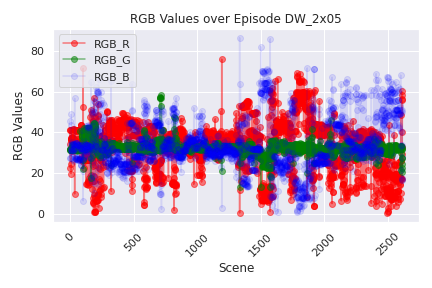 RGB Values over Episode DW_2x05
RGB_R
RGB_G
RGB_B
RGB Values
80
60
40
20
0
0
500
1000
1500
2000
2500
Scene